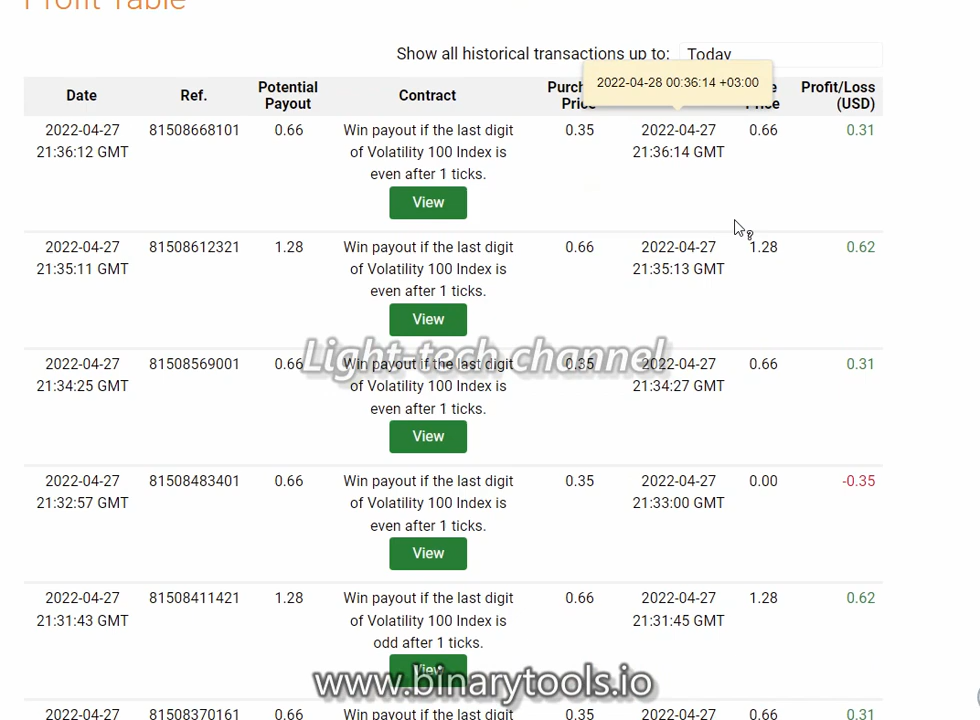 Profit Table
Show all historical transactions up to: Today
2022-04-28 00:36:14 +03:00
Date Ref. Potential Payout Contract Purch Price Price Profit/Loss (USD)
2022-04-27 81508668101 0.66 Win payout if the last digit 0.35 2022-04-27 0.66 0.31
21:36:12 GMT of Volatility 100 Index is 21:36:14 GMT
even after 1 ticks.
View
2022-04-27 81508612321 1.28 Win payout if the last digit 0.66 2022-04-27 1.28 0.62
21:35:11 GMT of Volatility 100 Index is 21:35:13 GMT
even after 1 ticks.
View
Light-tech channel
2022-04-27 81508569001 0.66 Win payout if the last digit 0.35 2022-04-27 0.66 0.31
21:34:25 GMT of Volatility 100 Index is 21:34:27 GMT
even after 1 ticks.
View
2022-04-27 81508483401 0.66 Win payout if the last digit 0.35 2022-04-27 0.00 -0.35
21:32:57 GMT of Volatility 100 Index is 21:33:00 GMT
even after 1 ticks.
View
2022-04-27 81508411421 1.28 Win payout if the last digit 0.66 2022-04-27 1.28 0.62
21:31:43 GMT of Volatility 100 Index is 21:31:45 GMT
odd after 1 ticks.
View
www.binarytools.io
2022-04-27 81508370161 0.66 Win payout if the last digit 0.35 2022-04-27 0.66 0.31